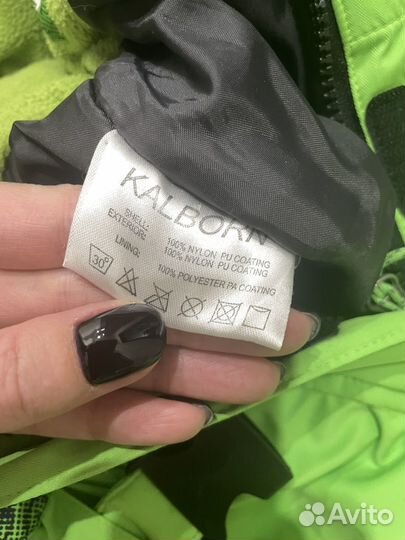 KALBORN
SHELL: 100% NYLON PU COATING
EXTERIOR: 100% NYLON PU COATING
LINING: 100% POLYESTER PA COATING
30°
Avito